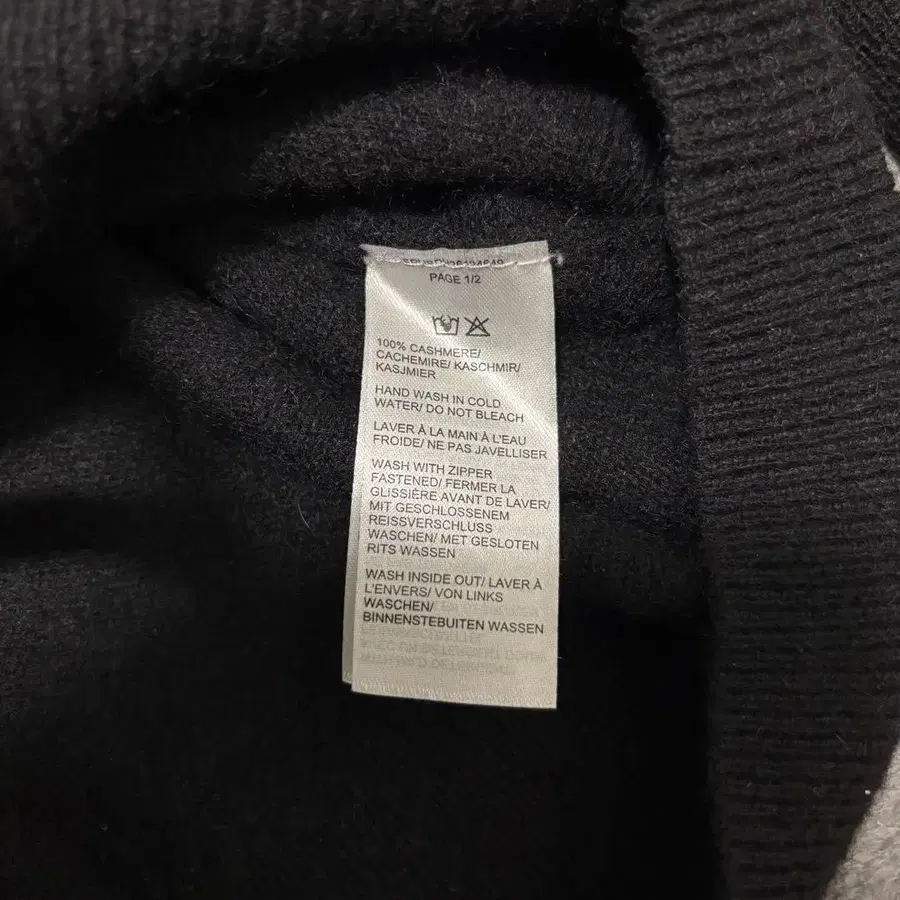 PAGE 1/2
100% CASHMERE/
CACHEMIRE/ KASCHMIR/
KASJMIER
HAND WASH IN COLD
WATER/ DO NOT BLEACH
LAVER À LA MAIN À L'EAU
FROIDE/ NE PAS JAVELLISER
WASH WITH ZIPPER
FASTENED/ FERMER LA
GLISSIÈRE AVANT DE LAVER/
MIT GESCHLOSSENEM
REISSVERSCHLUSS
WASCHEN/ MET GESLOTEN
RITS WASSEN
WASH INSIDE OUT/ LAVER À
L'ENVERS/ VON LINKS
WASCHEN/
BINNENSTEBUITEN WASSEN